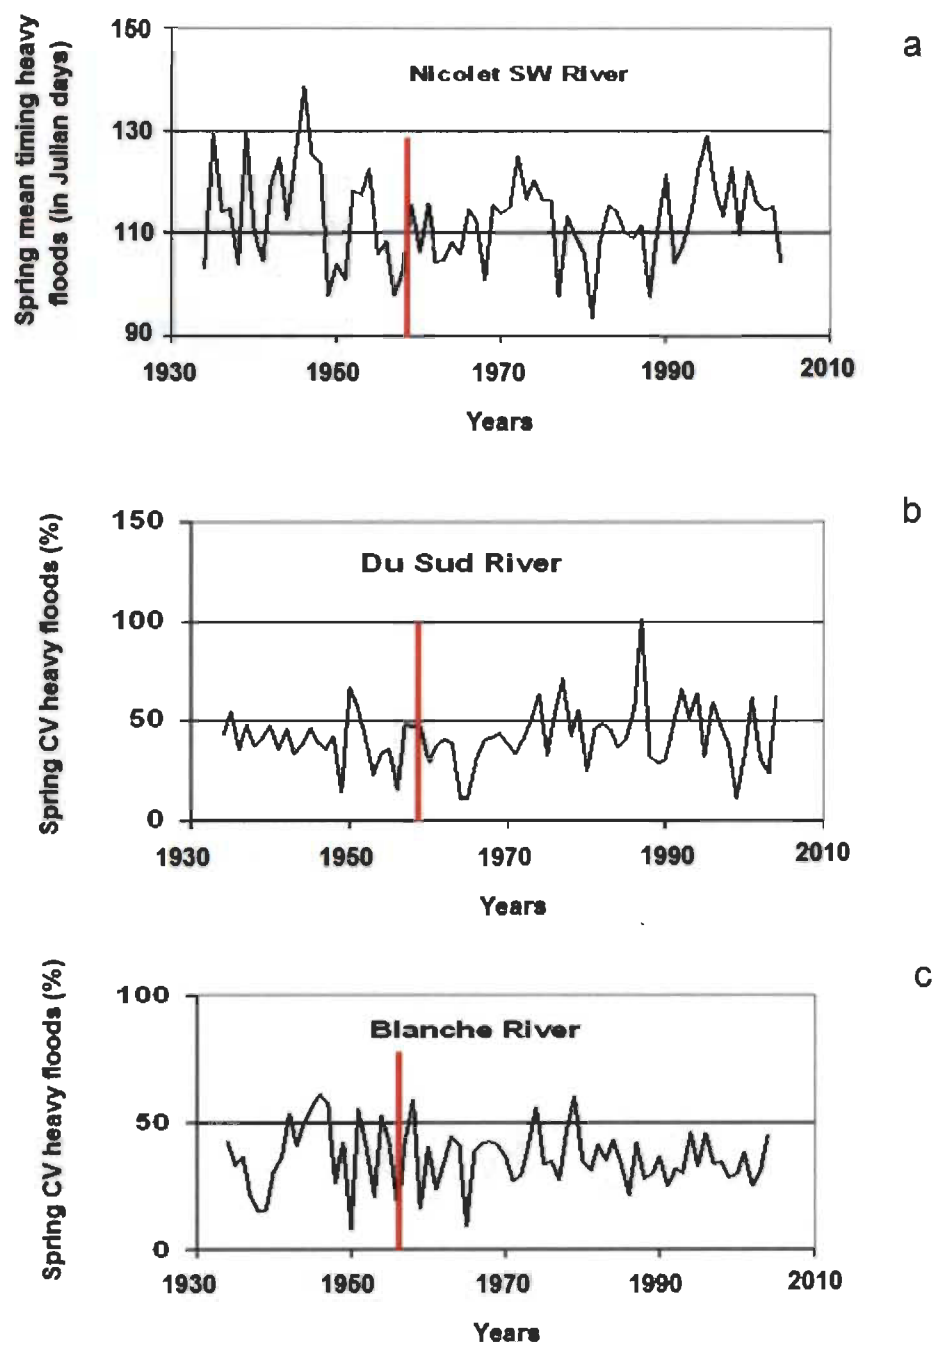 Spring mean timing heavy
floods (in Julian days)
150
130
110
90
a
Nicolet SW River
1930
1950
1970
1990
2010
Years
Spring CV heavy floods (%)
150
100
50
0
b
Du Sud River
1930
1950
1970
1990
2010
Years
Spring CV heavy floods (%)
100
50
0
c
Blanche River
1930
1950
1970
1990
2010
Years